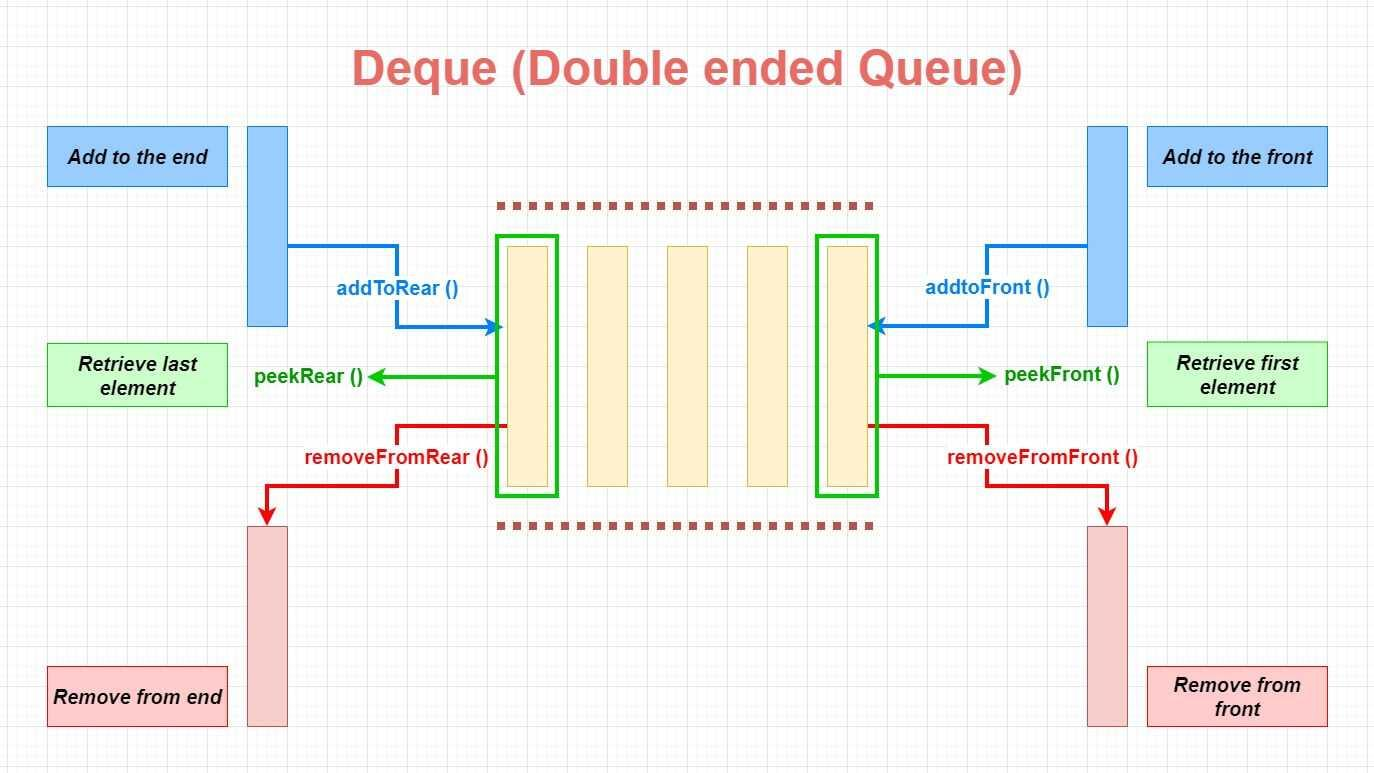 Deque (Double ended Queue)
Add to the end
Add to the front
addToRear ()
addtoFront ()
Retrieve last
element
peekRear ()
peekFront ()
Retrieve first
element
removeFromRear ()
removeFromFront ()
Remove from end
Remove from
front